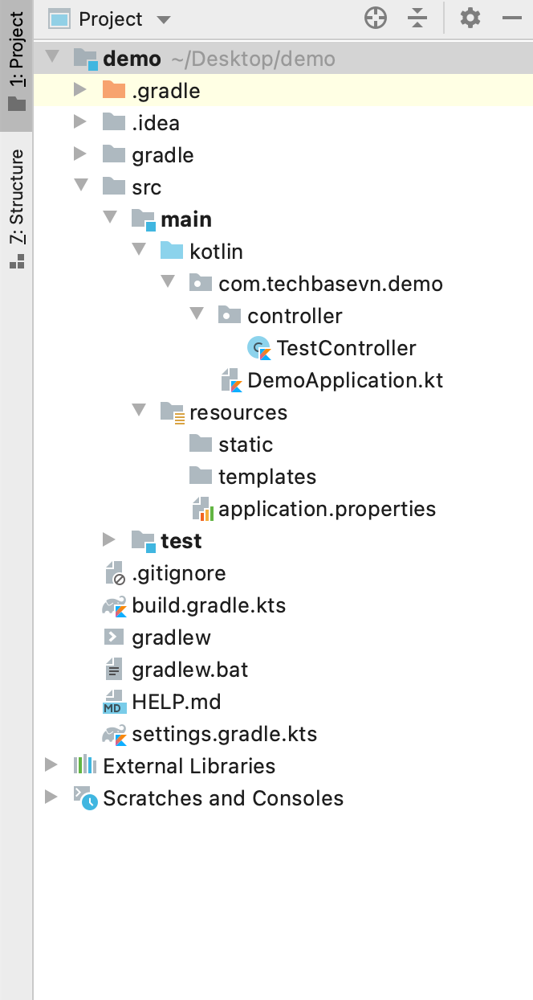 Project
1: Project
7: Structure
demo ~/Desktop/demo
.gradle
.idea
gradle
src
main
kotlin
com.techbasevn.demo
controller
TestController
DemoApplication.kt
resources
static
templates
application.properties
test
.gitignore
build.gradle.kts
gradlew
gradlew.bat
MD HELP.md
settings.gradle.kts
External Libraries
Scratches and Consoles